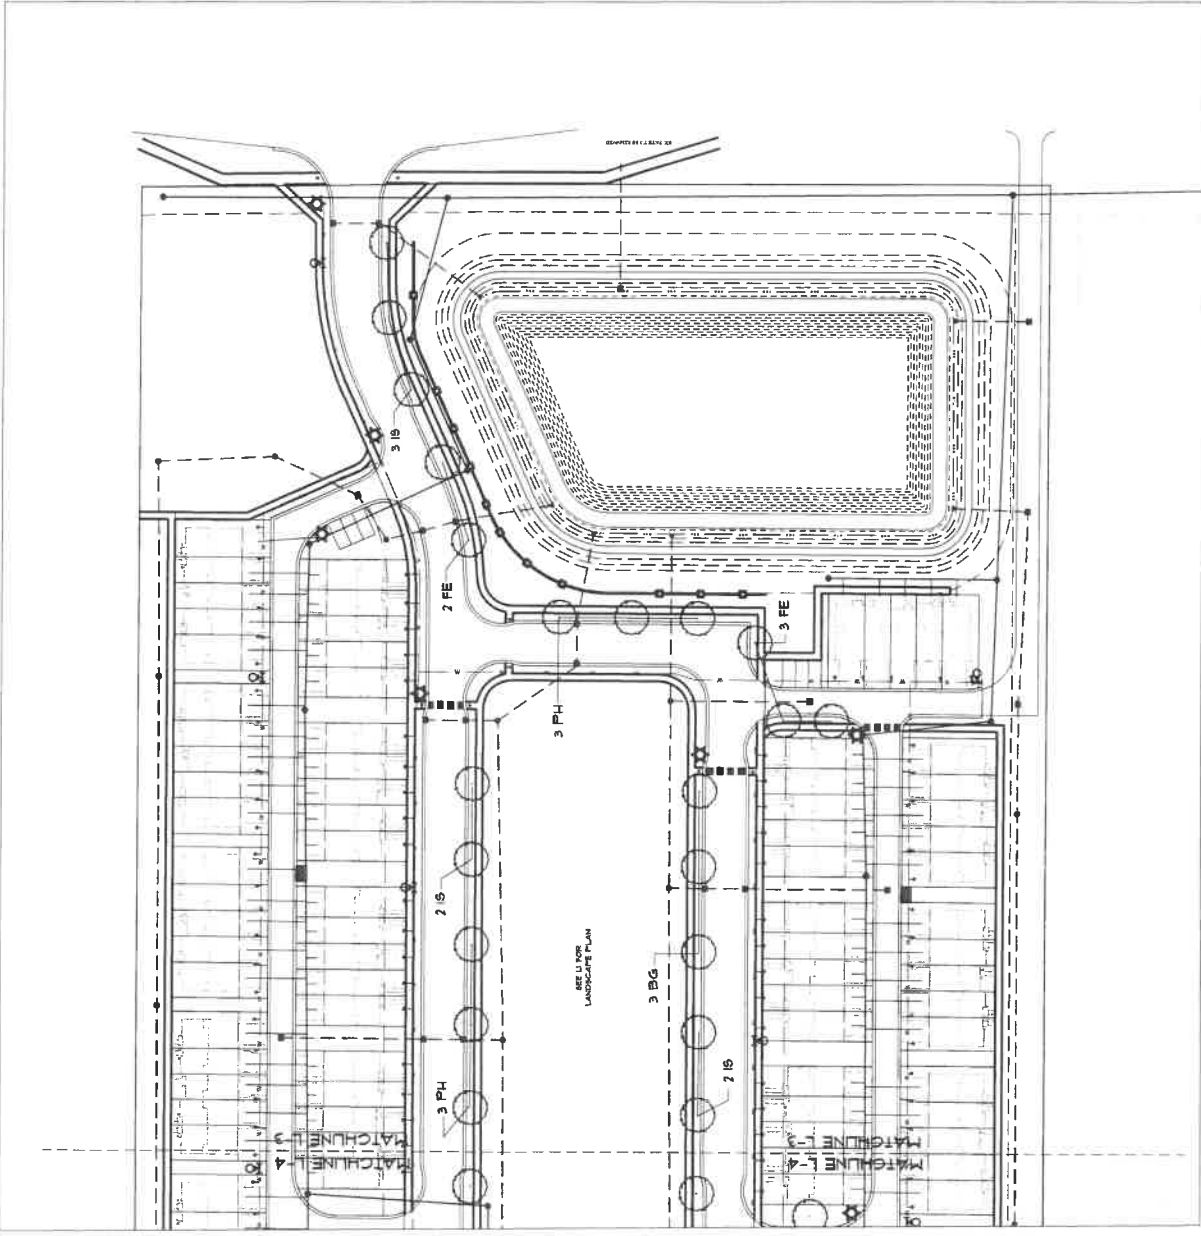 3 IS
2 FE
3 FE
3 PH
2 IS
SEE L1 FOR
LANDSCAPE PLAN
3 BG
2 IS
3 PH
MATCHLINE L-3
MATCHLINE L-4
MATCHLINE L-3
MATCHLINE L-4